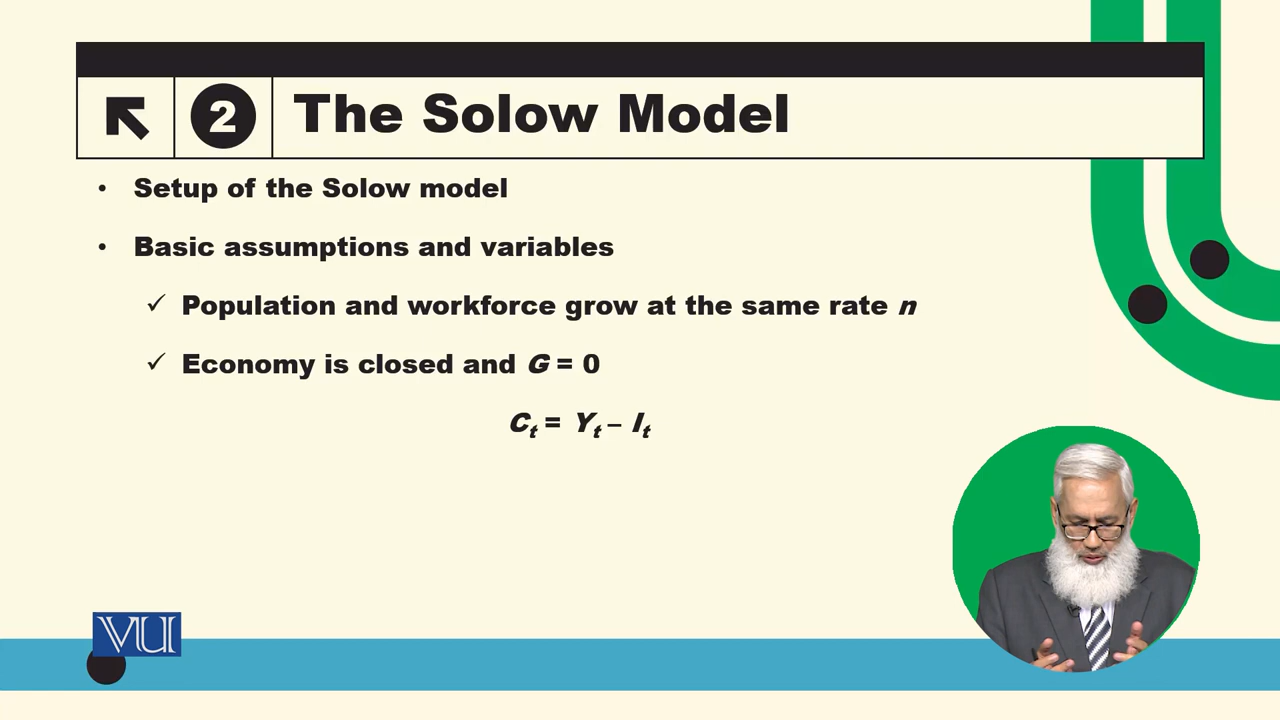 2 The Solow Model
• Setup of the Solow model
• Basic assumptions and variables
✓ Population and workforce grow at the same rate n
✓ Economy is closed and G = 0
Cₜ = Yₜ – Iₜ
VU